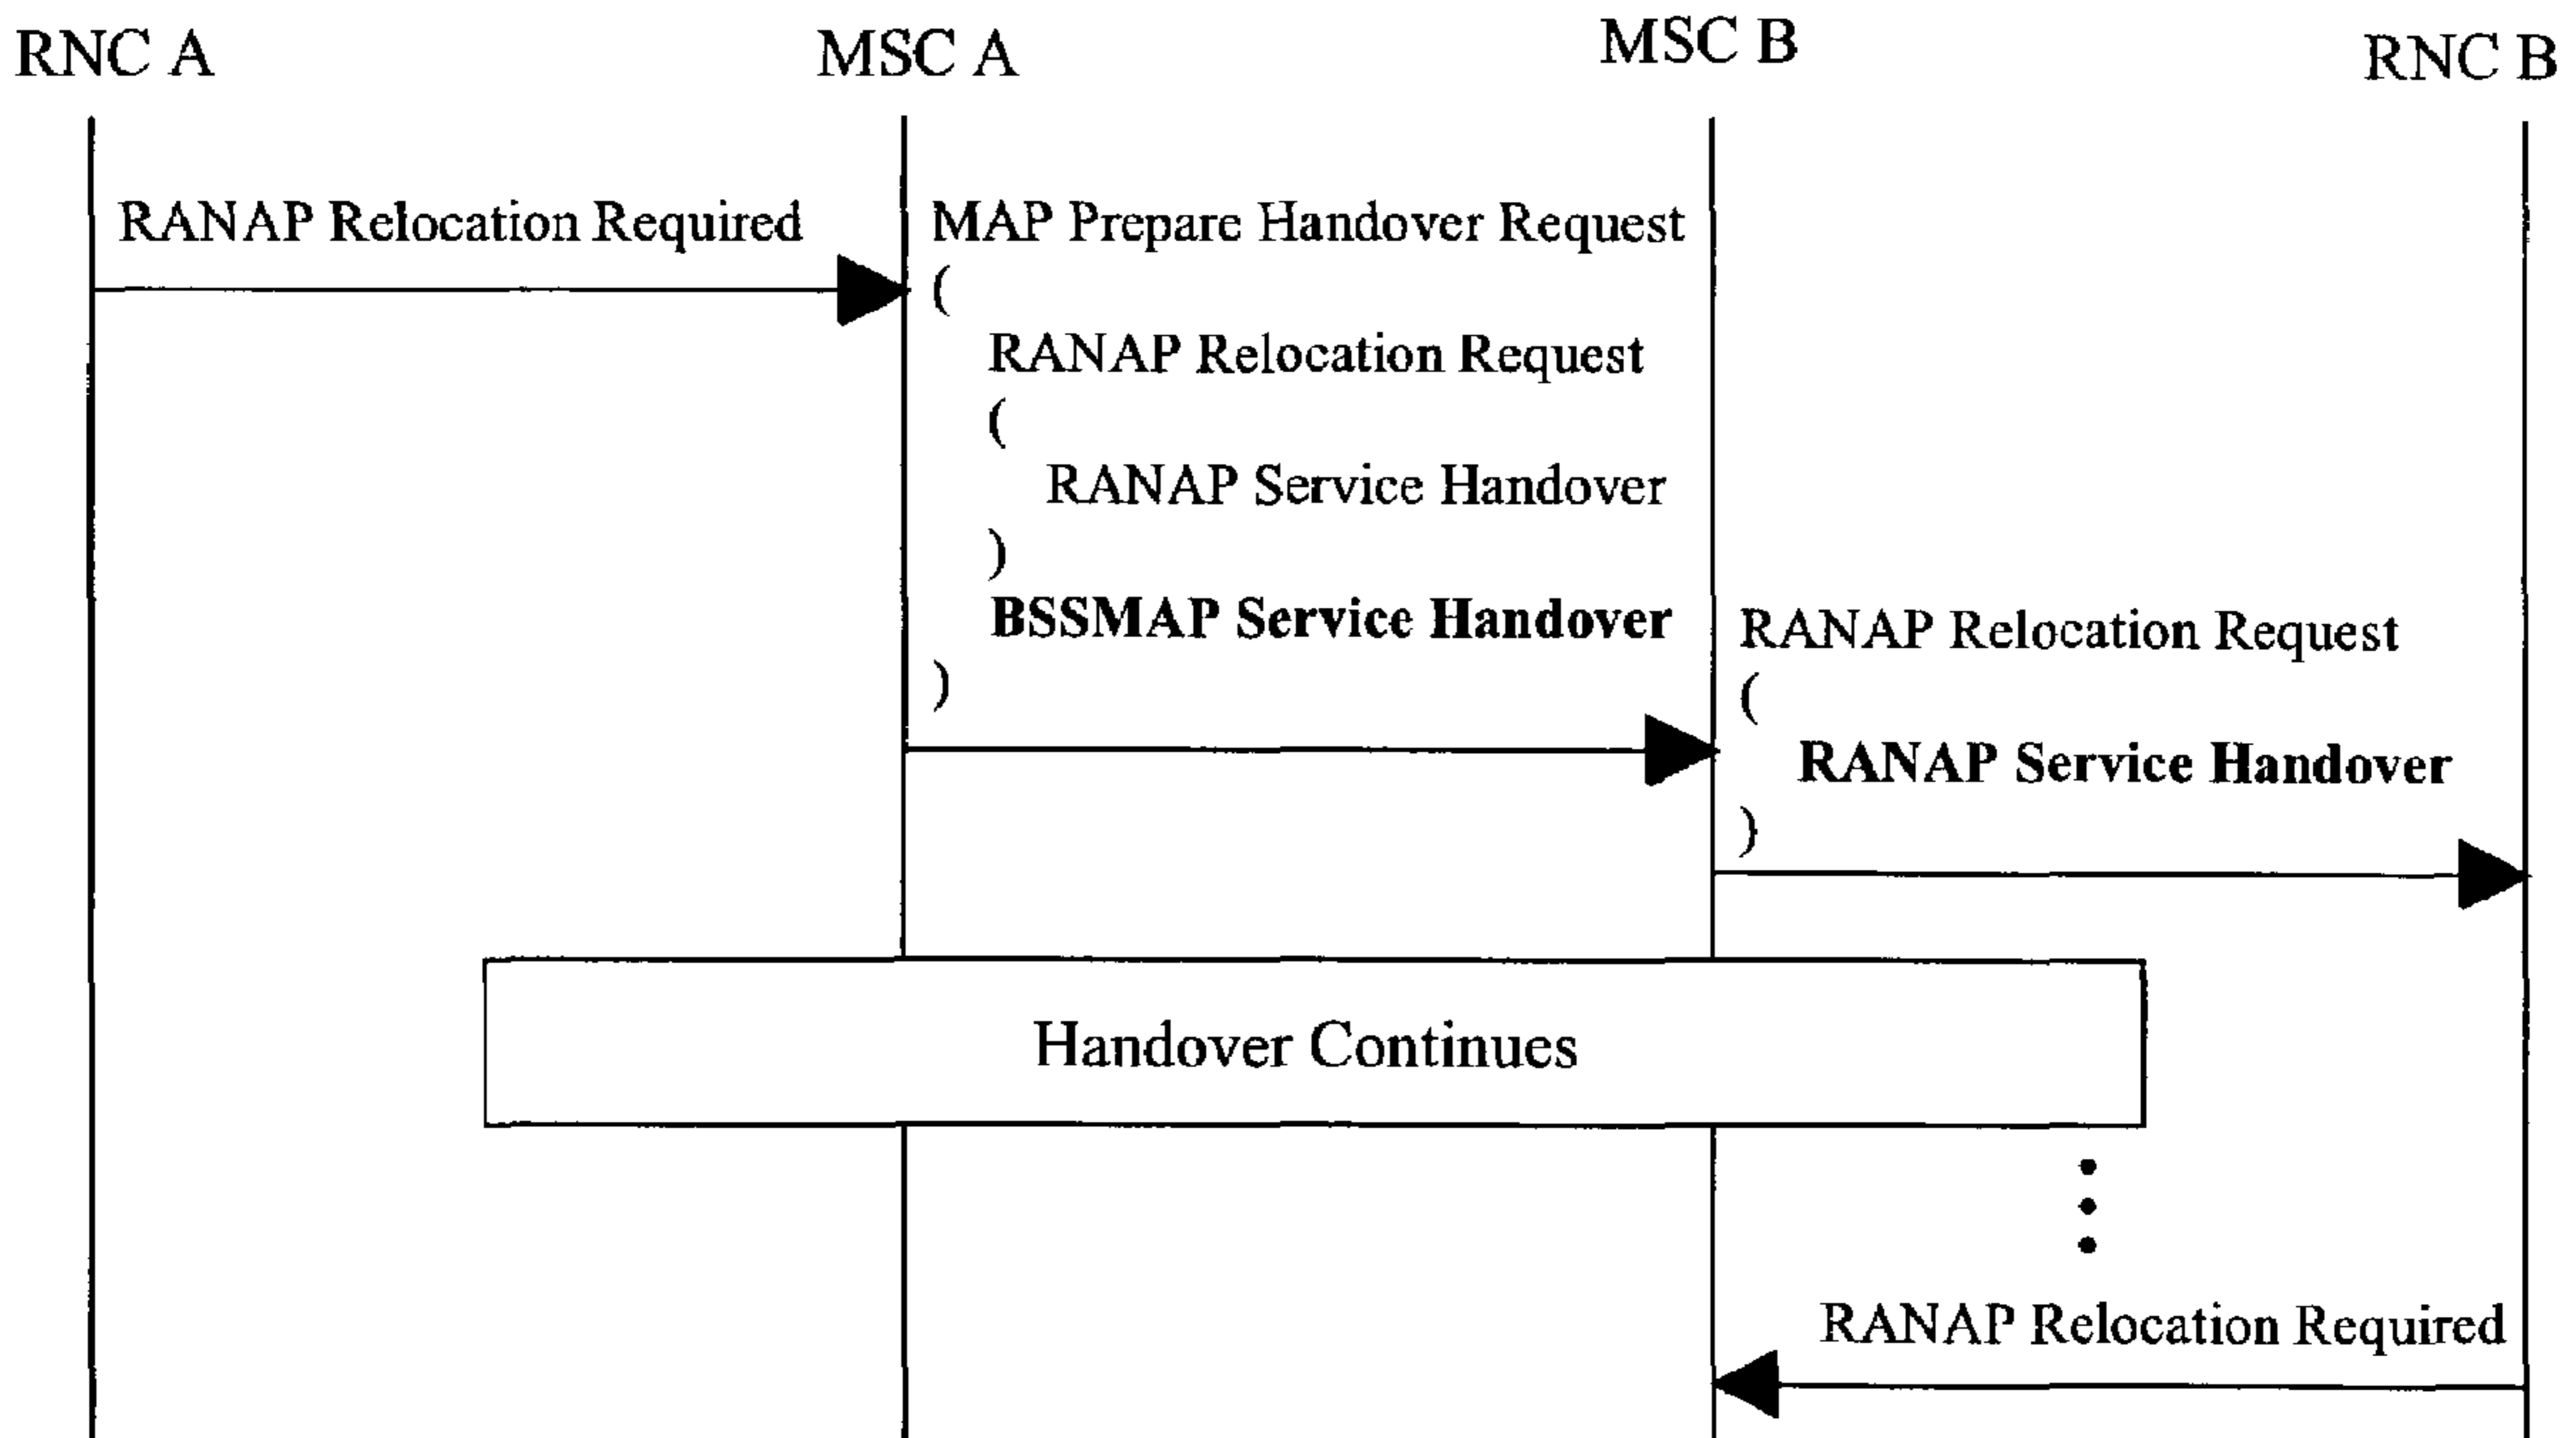 RNC A
MSC A
MSC B
RNC B
RANAP Relocation Required
MAP Prepare Handover Request
(
RANAP Relocation Request
(
RANAP Service Handover
)
BSSMAP Service Handover
)
RANAP Relocation Request
(
RANAP Service Handover
)
Handover Continues
RANAP Relocation Required